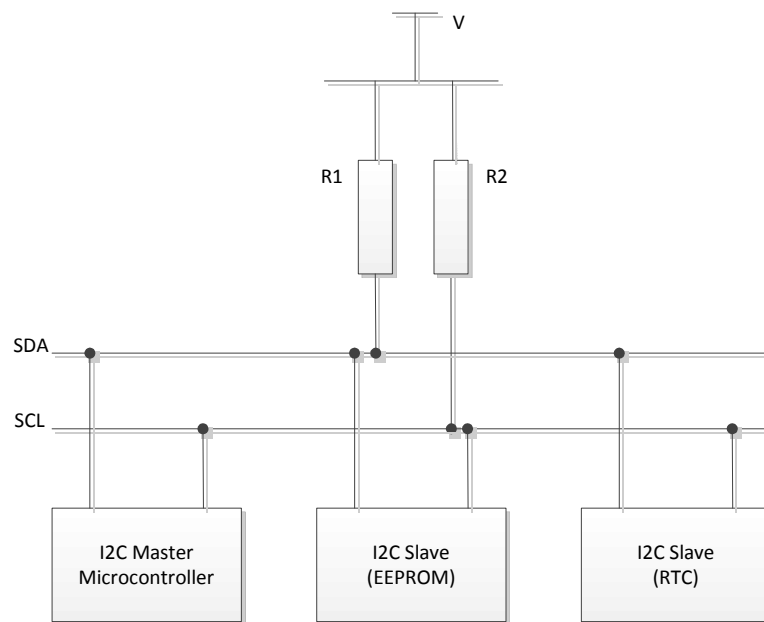 V
R1
R2
SDA
SCL
I2C Master
Microcontroller
I2C Slave
(EEPROM)
I2C Slave
(RTC)